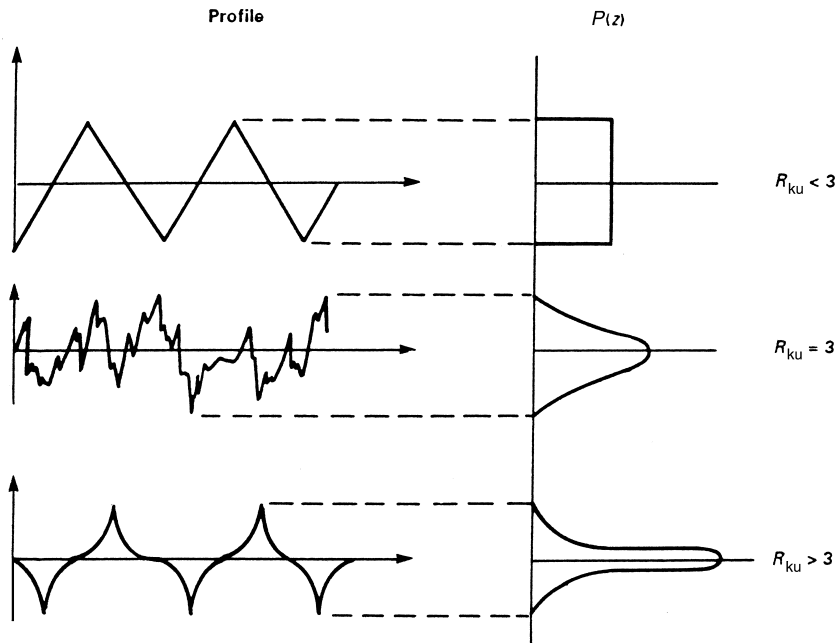 Profile P(z)
R_ku < 3
R_ku = 3
R_ku > 3